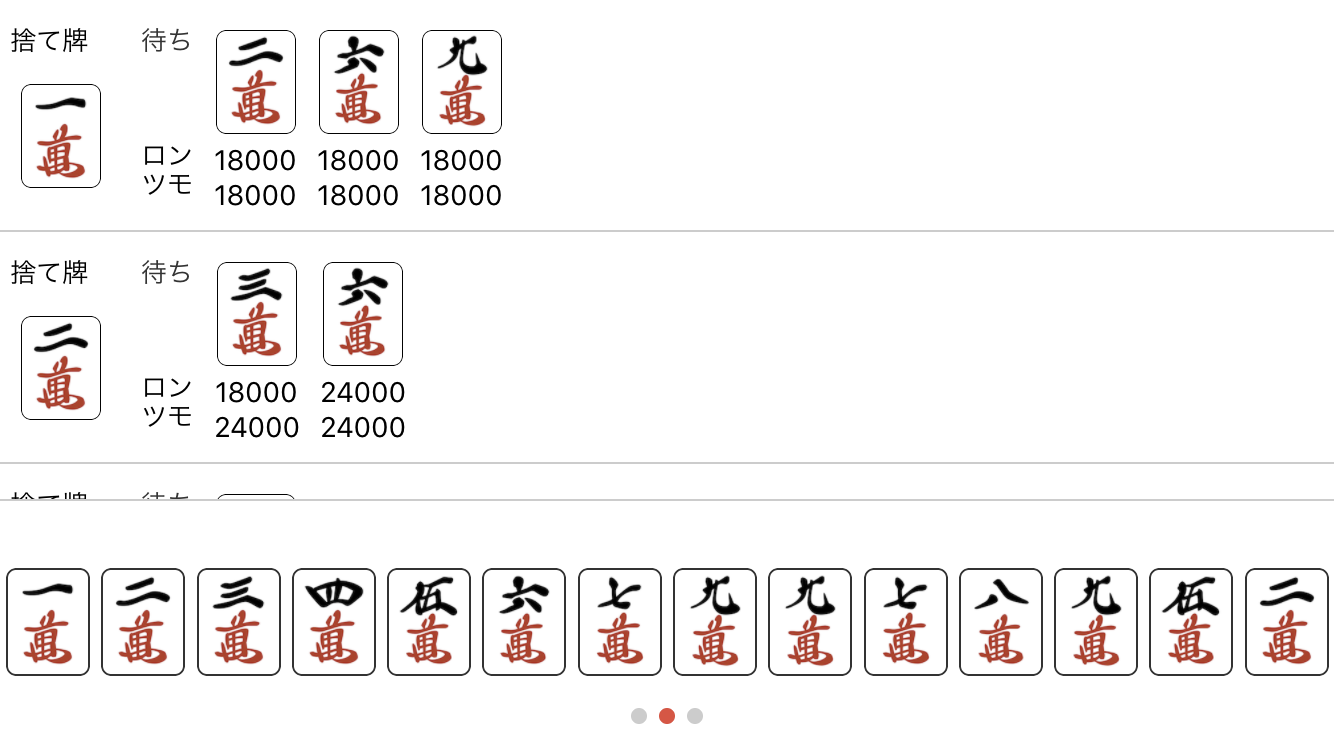 捨て牌 待ち 二萬 六萬 九萬
一萬
ロン 18000 18000 18000
ツモ 18000 18000 18000
捨て牌 待ち 三萬 六萬
二萬
ロン 18000 24000
ツモ 24000 24000
一萬 二萬 三萬 四萬 伍萬 六萬 七萬 九萬 九萬 七萬 八萬 九萬 伍萬 二萬